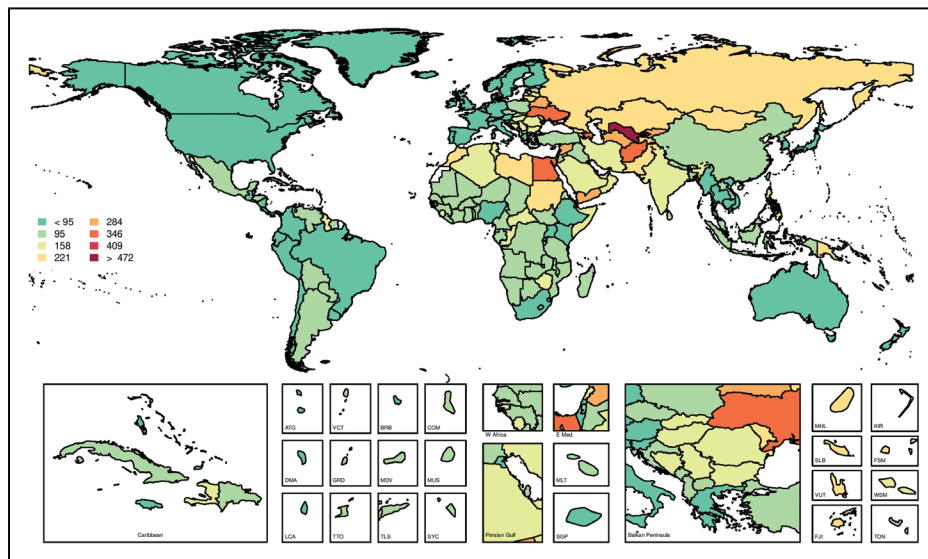 < 95 284
95 346
158 409
221 > 472
ATG VCT BRB COM
DMA GRD MDV MUS
LCA TTO TLS SYC
Caribbean
W Africa
E Med.
Persian Gulf
MLT
SGP
Balkan Peninsula
MHL KIR
SLB FSM
VUT WSM
FJI TON